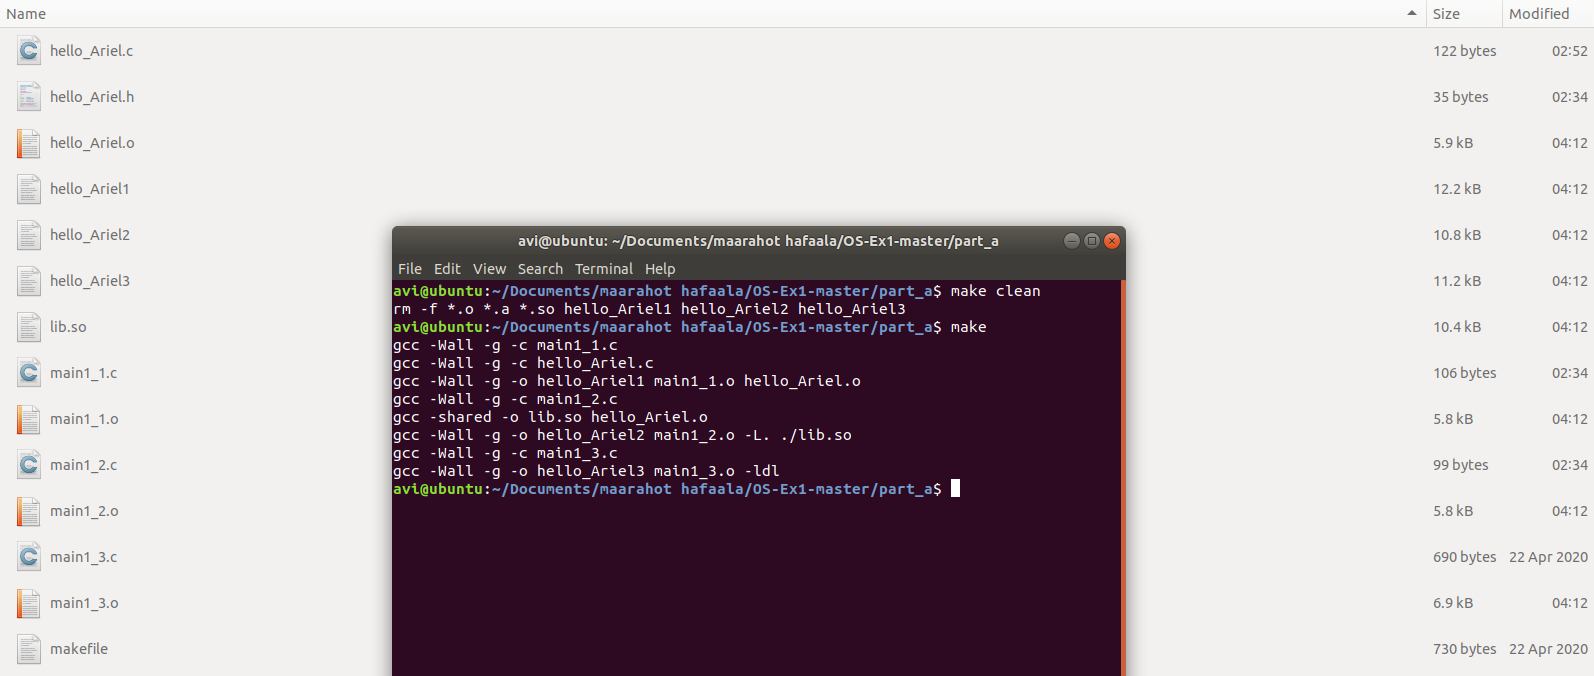 Name Size Modified
hello_Ariel.c 122 bytes 02:52
hello_Ariel.h 35 bytes 02:34
hello_Ariel.o 5.9 kB 04:12
hello_Ariel1 12.2 kB 04:12
hello_Ariel2 10.8 kB 04:12
hello_Ariel3 11.2 kB 04:12
lib.so 10.4 kB 04:12
main1_1.c 106 bytes 02:34
main1_1.o 5.8 kB 04:12
main1_2.c 99 bytes 02:34
main1_2.o 5.8 kB 04:12
main1_3.c 690 bytes 22 Apr 2020
main1_3.o 6.9 kB 04:12
makefile 730 bytes 22 Apr 2020
avi@ubuntu: ~/Documents/maarahot hafaala/OS-Ex1-master/part_a
File Edit View Search Terminal Help
avi@ubuntu:~/Documents/maarahot hafaala/OS-Ex1-master/part_a$ make clean
rm -f *.o *.a *.so hello_Ariel1 hello_Ariel2 hello_Ariel3
avi@ubuntu:~/Documents/maarahot hafaala/OS-Ex1-master/part_a$ make
gcc -Wall -g -c main1_1.c
gcc -Wall -g -c hello_Ariel.c
gcc -Wall -g -o hello_Ariel1 main1_1.o hello_Ariel.o
gcc -Wall -g -c main1_2.c
gcc -shared -o lib.so hello_Ariel.o
gcc -Wall -g -o hello_Ariel2 main1_2.o -L. ./lib.so
gcc -Wall -g -c main1_3.c
gcc -Wall -g -o hello_Ariel3 main1_3.o -ldl
avi@ubuntu:~/Documents/maarahot hafaala/OS-Ex1-master/part_a$